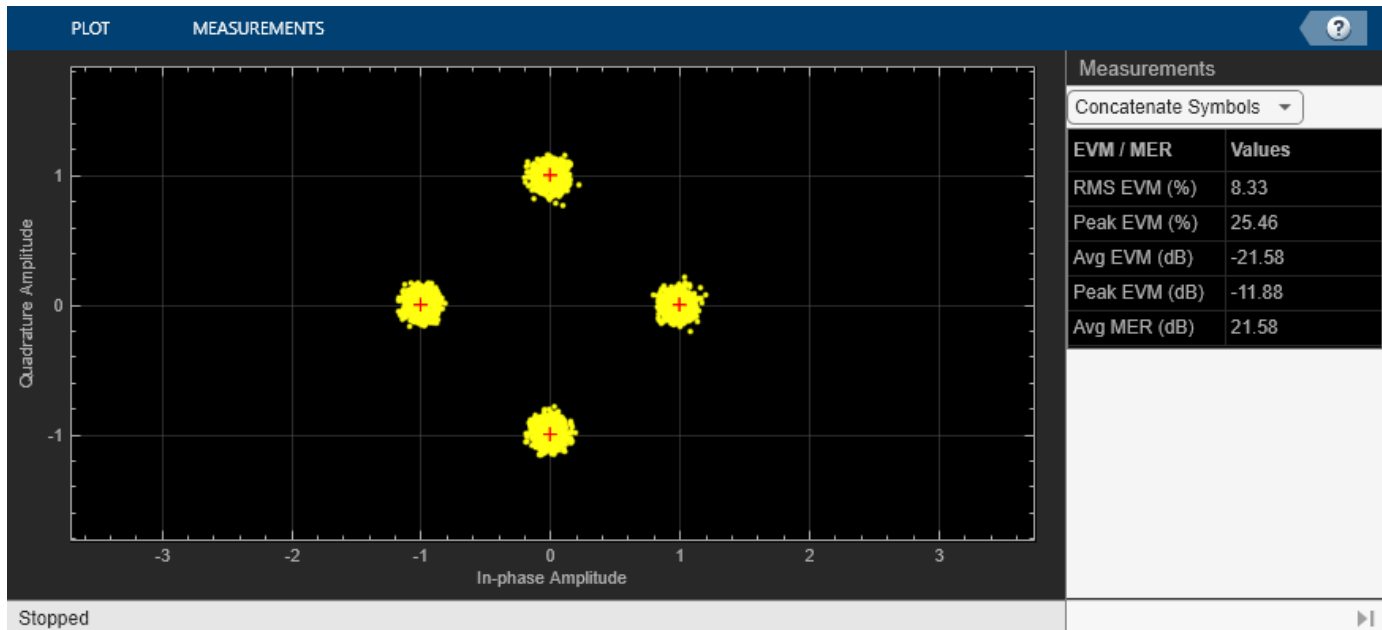 PLOT MEASUREMENTS ?
Measurements
Concatenate Symbols
EVM / MER Values
RMS EVM (%) 8.33
Peak EVM (%) 25.46
Avg EVM (dB) -21.58
Peak EVM (dB) -11.88
Avg MER (dB) 21.58
Quadrature Amplitude
1
0
-1
-3 -2 -1 0 1 2 3
In-phase Amplitude
Stopped